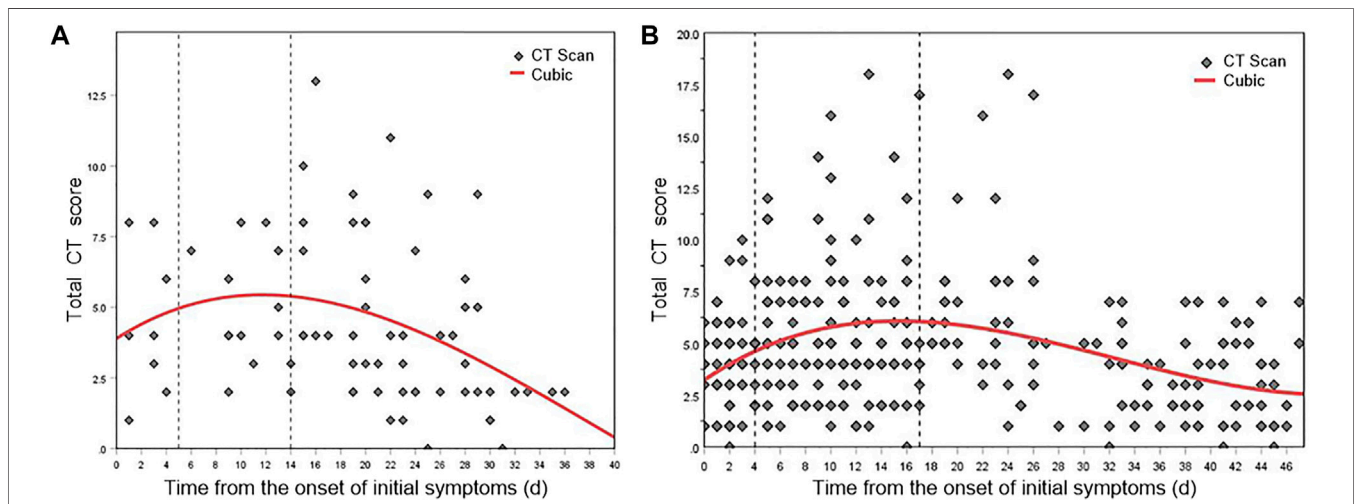 A
CT Scan
Cubic
Total CT score
12.5
10.0
7.5
5.0
2.5
.0
0 2 4 6 8 10 12 14 16 18 20 22 24 26 28 30 32 34 36 38 40
Time from the onset of initial symptoms (d)
B
CT Scan
Cubic
Total CT score
20.0
17.5
15.0
12.5
10.0
7.5
5.0
2.5
.0
0 2 4 6 8 10 12 14 16 18 20 22 24 26 28 30 32 34 36 38 40 42 44 46
Time from the onset of initial symptoms (d)